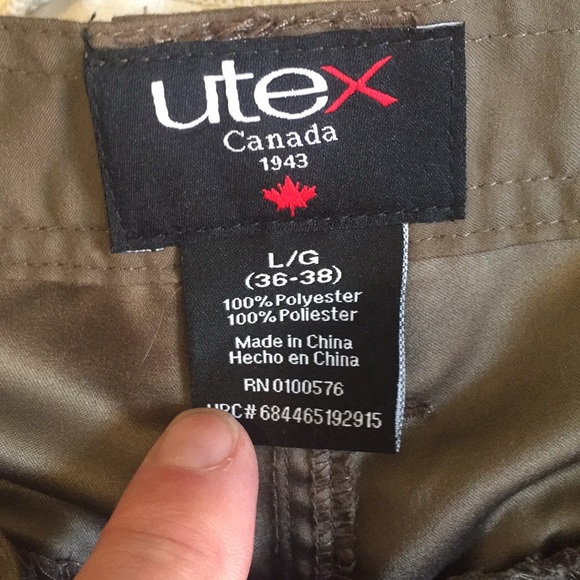 utex
Canada
1943
L/G
(36-38)
100% Polyester
100% Poliester
Made in China
Hecho en China
RN 0100576
UPC# 684465192915